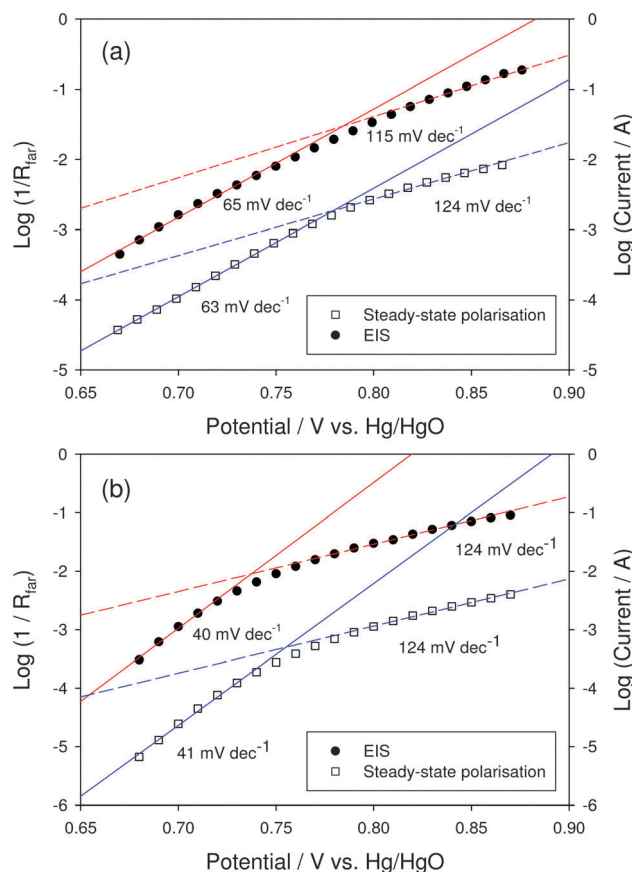 (a)
0
-1
-2
-3
-4
-5
Log (1/R_far)
0
-1
-2
-3
-4
-5
Log (Current / A)
115 mV dec⁻¹
65 mV dec⁻¹
124 mV dec⁻¹
63 mV dec⁻¹
Steady-state polarisation
EIS
0.65 0.70 0.75 0.80 0.85 0.90
Potential / V vs. Hg/HgO
(b)
0
-1
-2
-3
-4
-5
-6
Log (1 / R_far)
0
-1
-2
-3
-4
-5
-6
Log (Current / A)
124 mV dec⁻¹
40 mV dec⁻¹
124 mV dec⁻¹
41 mV dec⁻¹
EIS
Steady-state polarisation
0.65 0.70 0.75 0.80 0.85 0.90
Potential / V vs. Hg/HgO